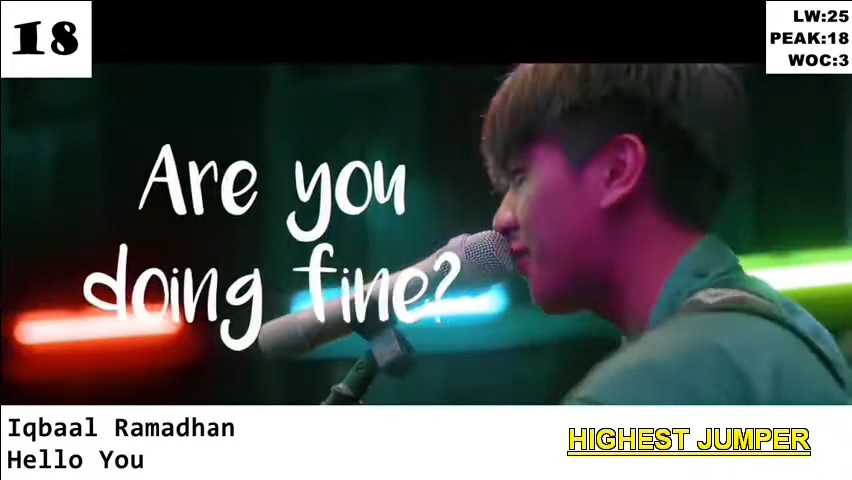 18
LW:25
PEAK:18
WOC:3
Are you
doing fine?
Iqbaal Ramadhan
Hello You
HIGHEST JUMPER